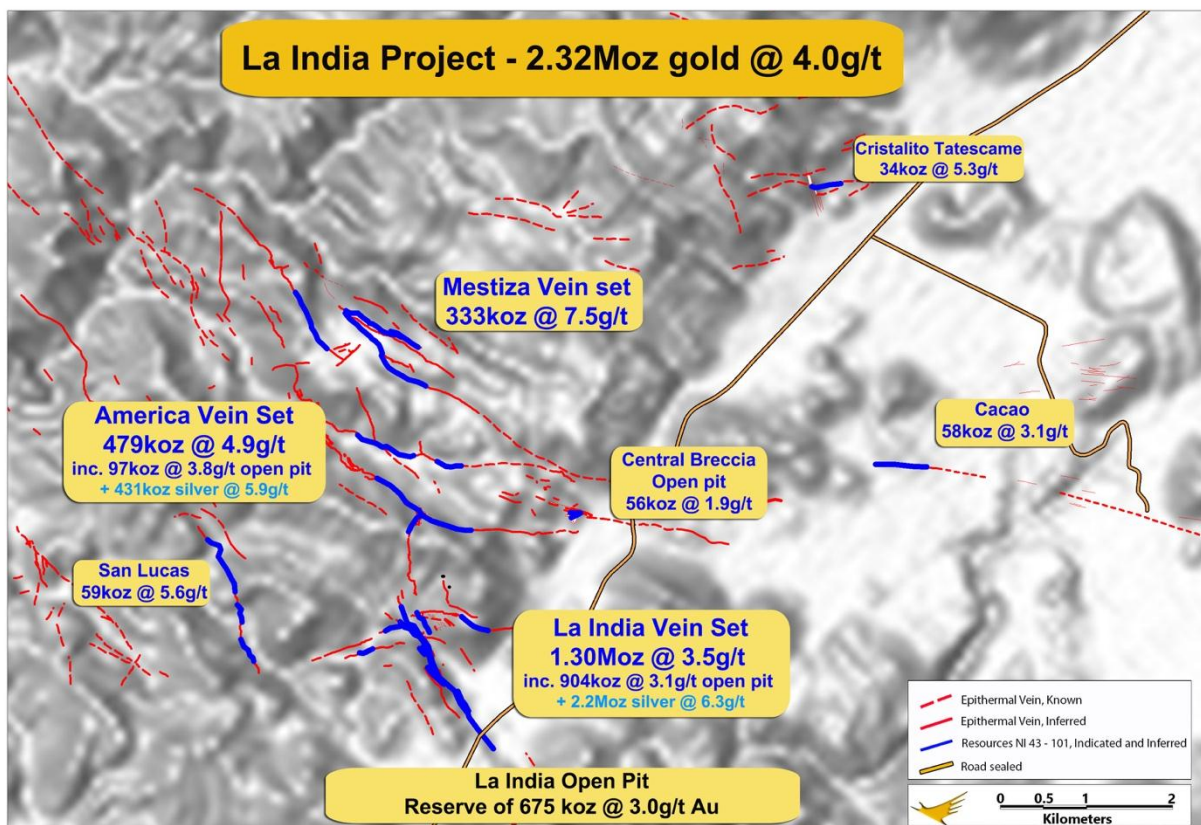 La India Project - 2.32Moz gold @ 4.0g/t
Cristalito Tatescame
34koz @ 5.3g/t
Mestiza Vein set
333koz @ 7.5g/t
America Vein Set
479koz @ 4.9g/t
inc. 97koz @ 3.8g/t open pit
+ 431koz silver @ 5.9g/t
Cacao
58koz @ 3.1g/t
Central Breccia
Open pit
56koz @ 1.9g/t
San Lucas
59koz @ 5.6g/t
La India Vein Set
1.30Moz @ 3.5g/t
inc. 904koz @ 3.1g/t open pit
+ 2.2Moz silver @ 6.3g/t
La India Open Pit
Reserve of 675 koz @ 3.0g/t Au
Epithermal Vein, Known
Epithermal Vein, Inferred
Resources NI 43 - 101, Indicated and Inferred
Road sealed
0 0.5 1 2
Kilometers